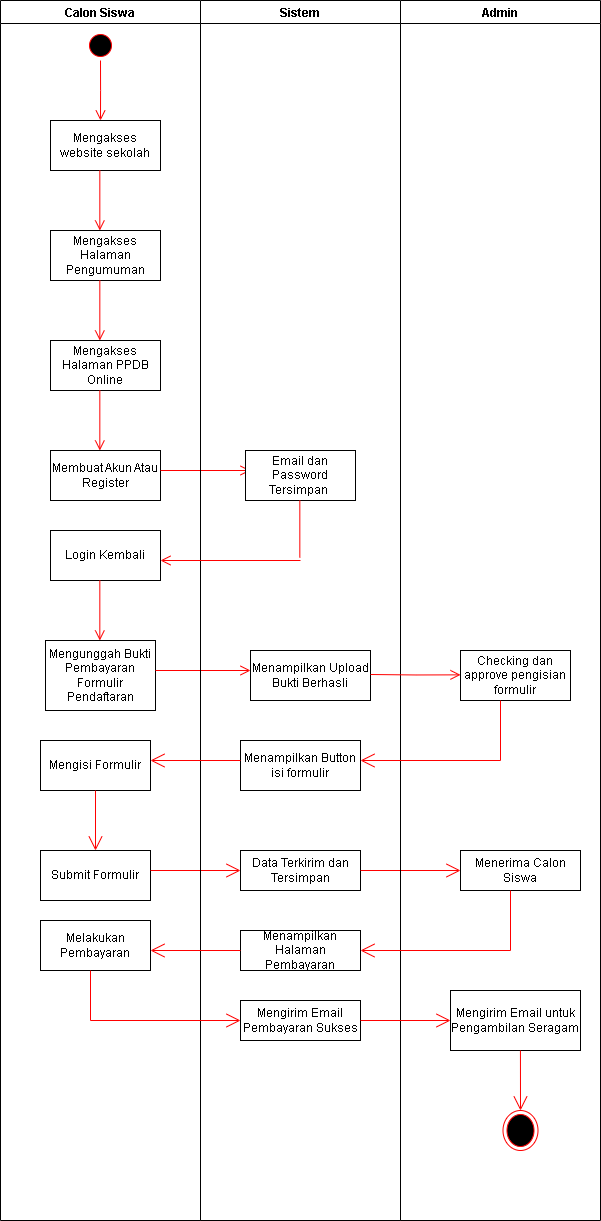 Calon Siswa
Sistem
Admin
Mengakses
website sekolah
Mengakses
Halaman
Pengumuman
Mengakses
Halaman PPDB
Online
Membuat Akun Atau
Register
Email dan
Password
Tersimpan
Login Kembali
Mengunggah Bukti
Pembayaran
Formulir
Pendaftaran
Menampilkan Upload
Bukti Berhasli
Checking dan
approve pengisian
formulir
Mengisi Formulir
Menampilkan Button
isi formulir
Submit Formulir
Data Terkirim dan
Tersimpan
Menerima Calon
Siswa
Melakukan
Pembayaran
Menampilkan
Halaman
Pembayaran
Mengirim Email
Pembayaran Sukses
Mengirim Email untuk
Pengambilan Seragam